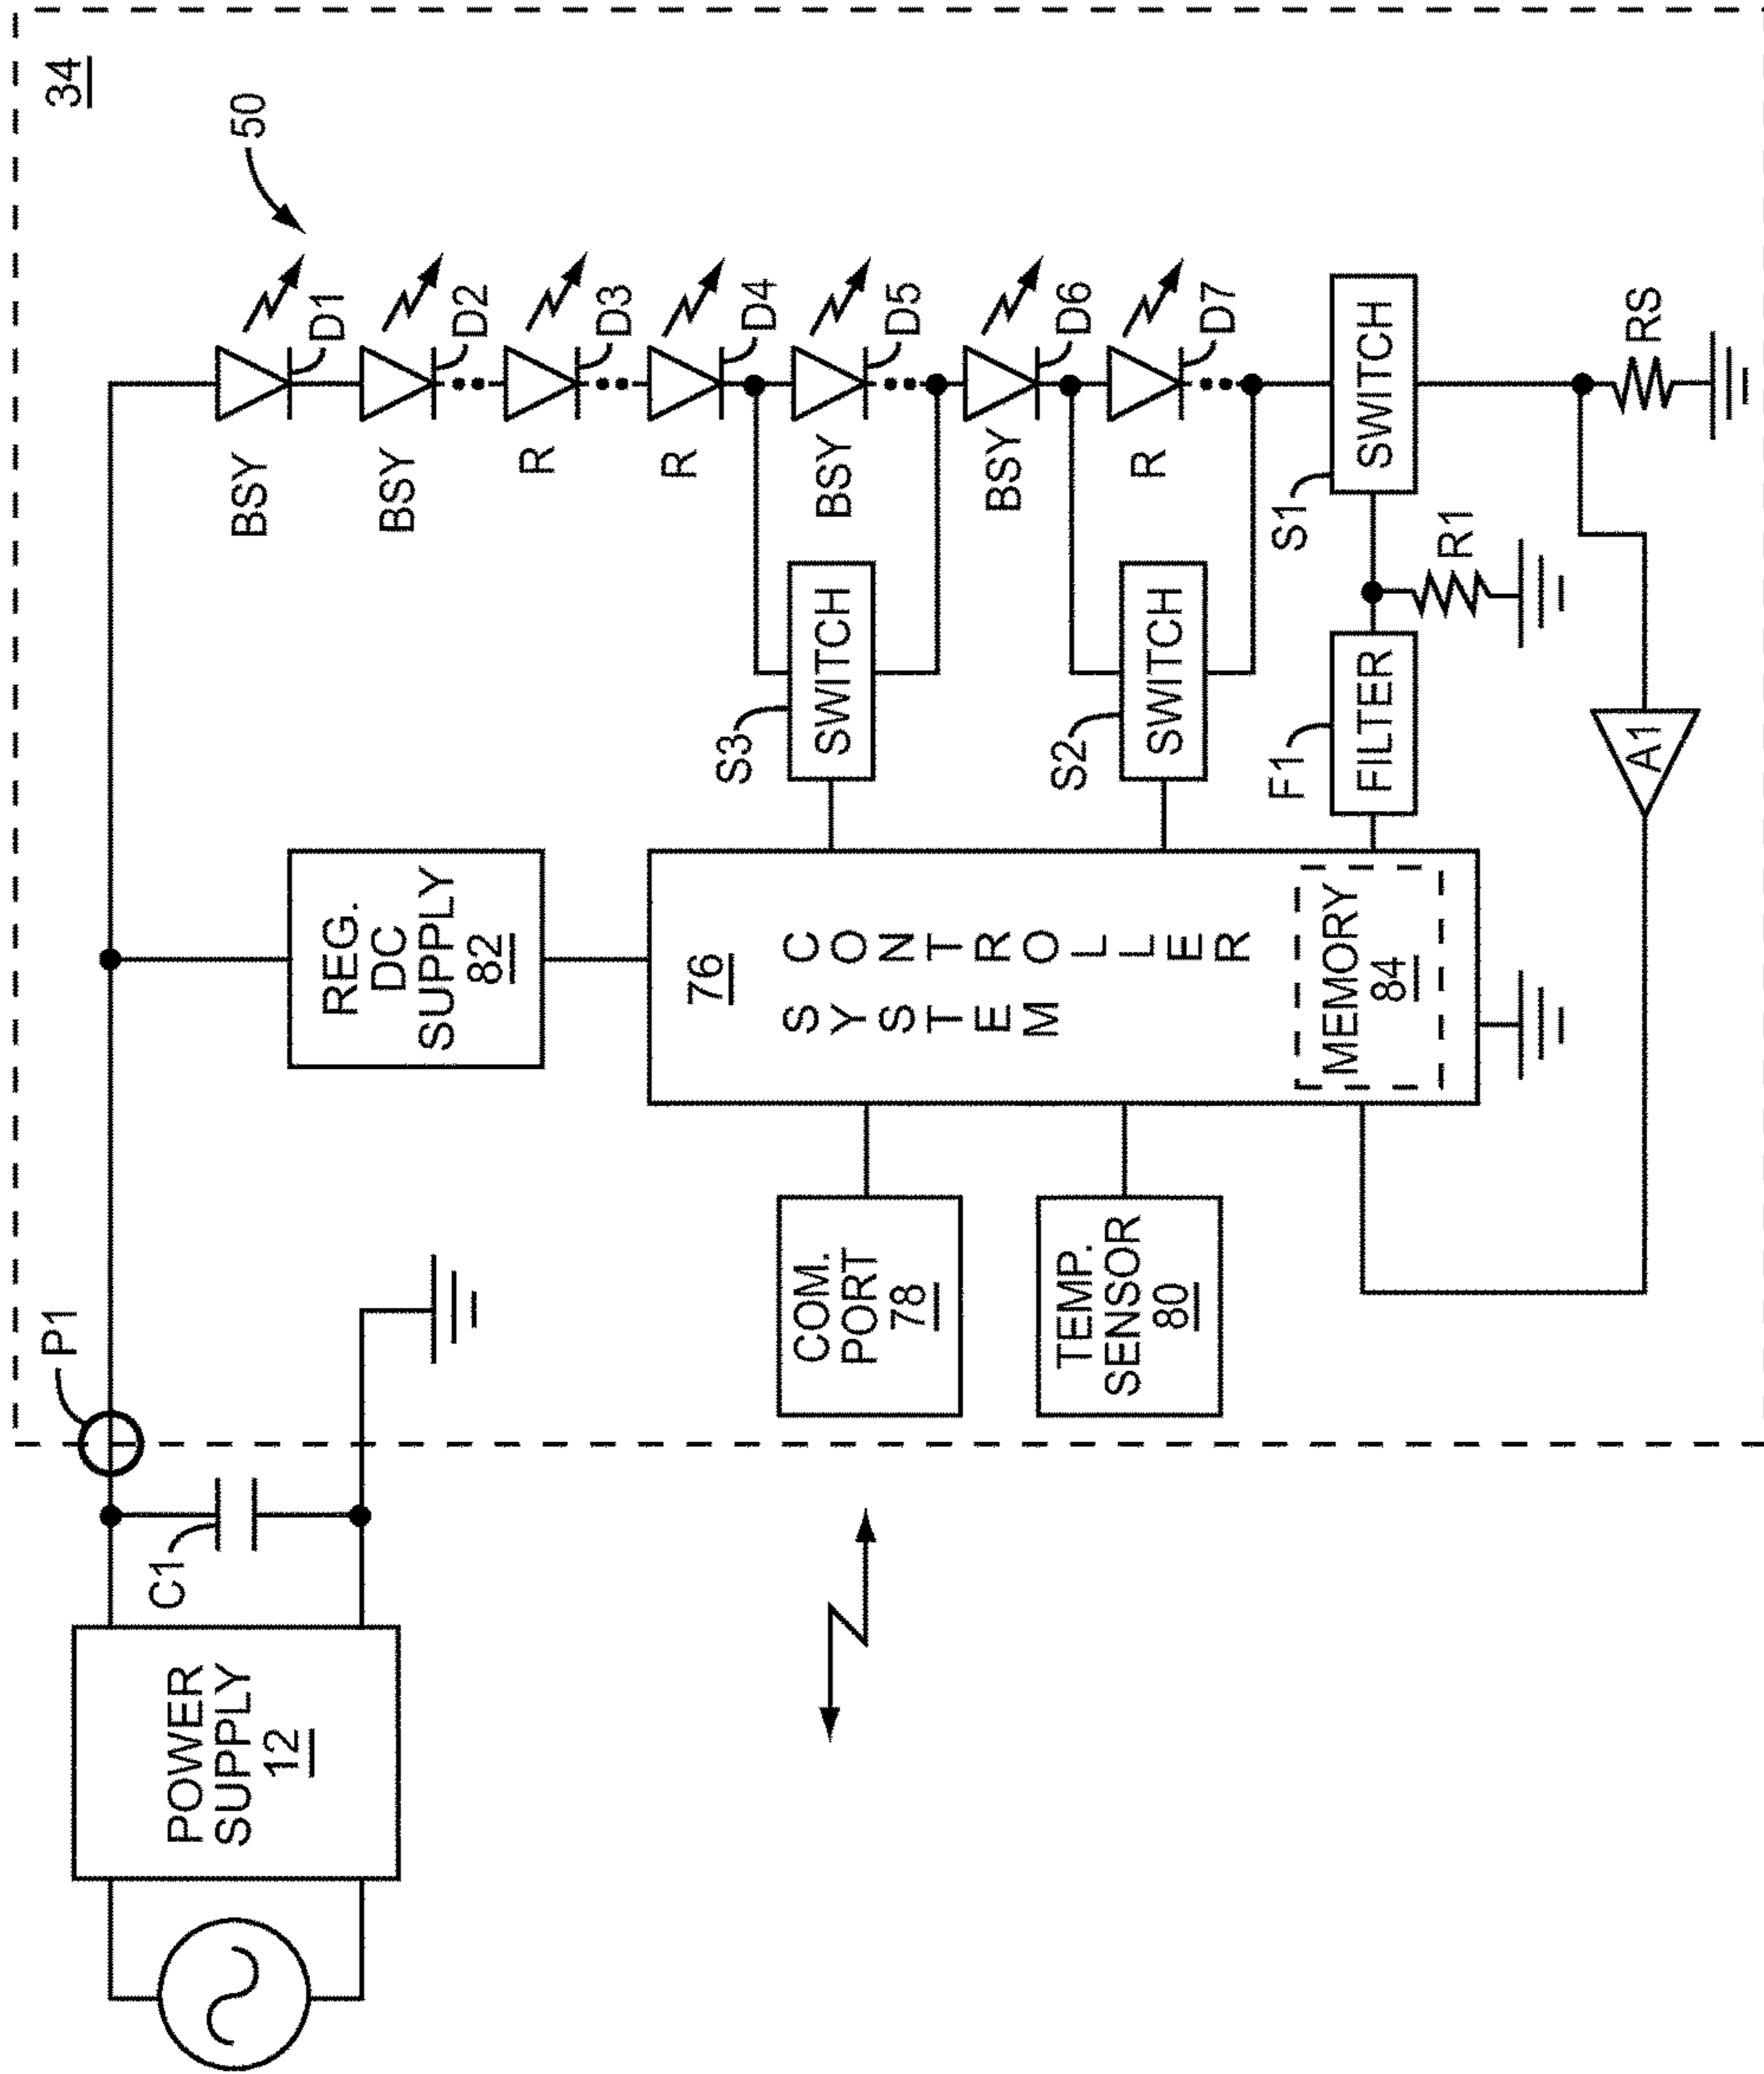 34
50
P1
C1
POWER
SUPPLY
12
BSY
D1
BSY
D2
R
D3
R
D4
BSY
D5
BSY
D6
R
D7
REG.
DC
SUPPLY
82
76
SYSTEM
CONTROLLER
MEMORY
84
COM.
PORT
78
TEMP.
SENSOR
80
S3
SWITCH
S2
SWITCH
S1
SWITCH
F1
FILTER
R1
RS
A1